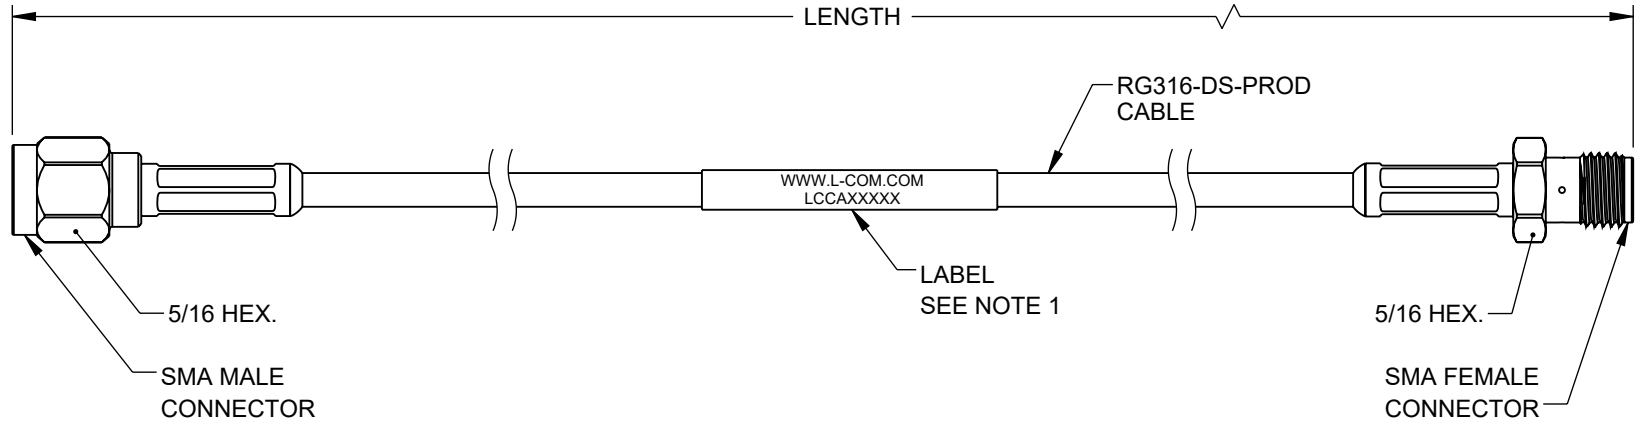 LENGTH
RG316-DS-PROD
CABLE
WWW.L-COM.COM
LCCAXXXXX
LABEL
SEE NOTE 1
5/16 HEX.
5/16 HEX.
SMA MALE
CONNECTOR
SMA FEMALE
CONNECTOR